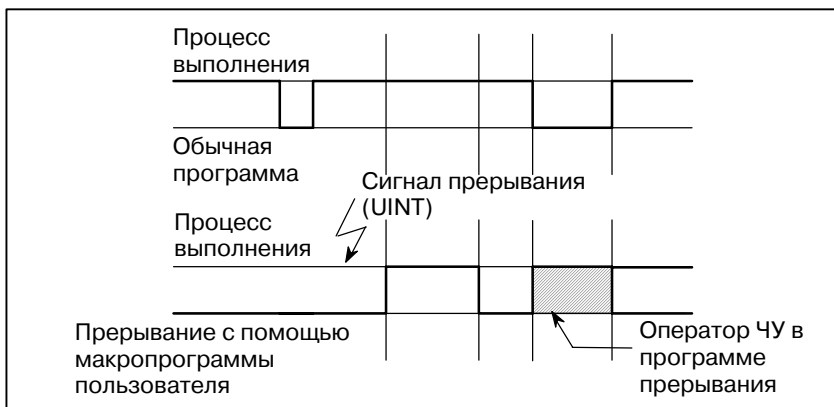 Процесс
выполнения
Обычная
программа
Сигнал прерывания
(UINT)
Процесс
выполнения
Прерывание с помощью
макропрограммы
пользователя
Оператор ЧУ в
программе
прерывания